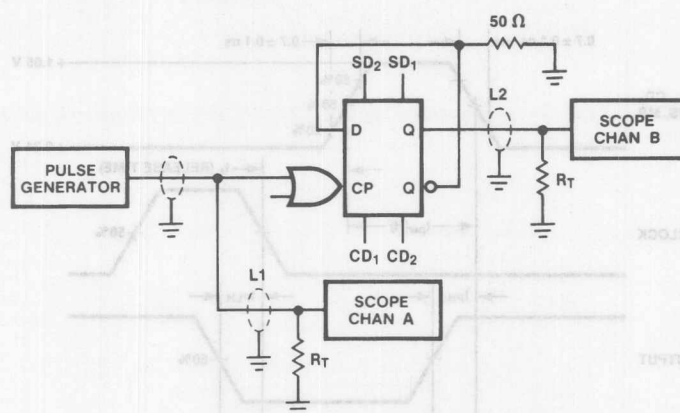 50 Ω
SD2 SD1
L2
D Q
SCOPE
CHAN B
PULSE
GENERATOR
RT
CP Q
CD1 CD2
L1
SCOPE
CHAN A
RT